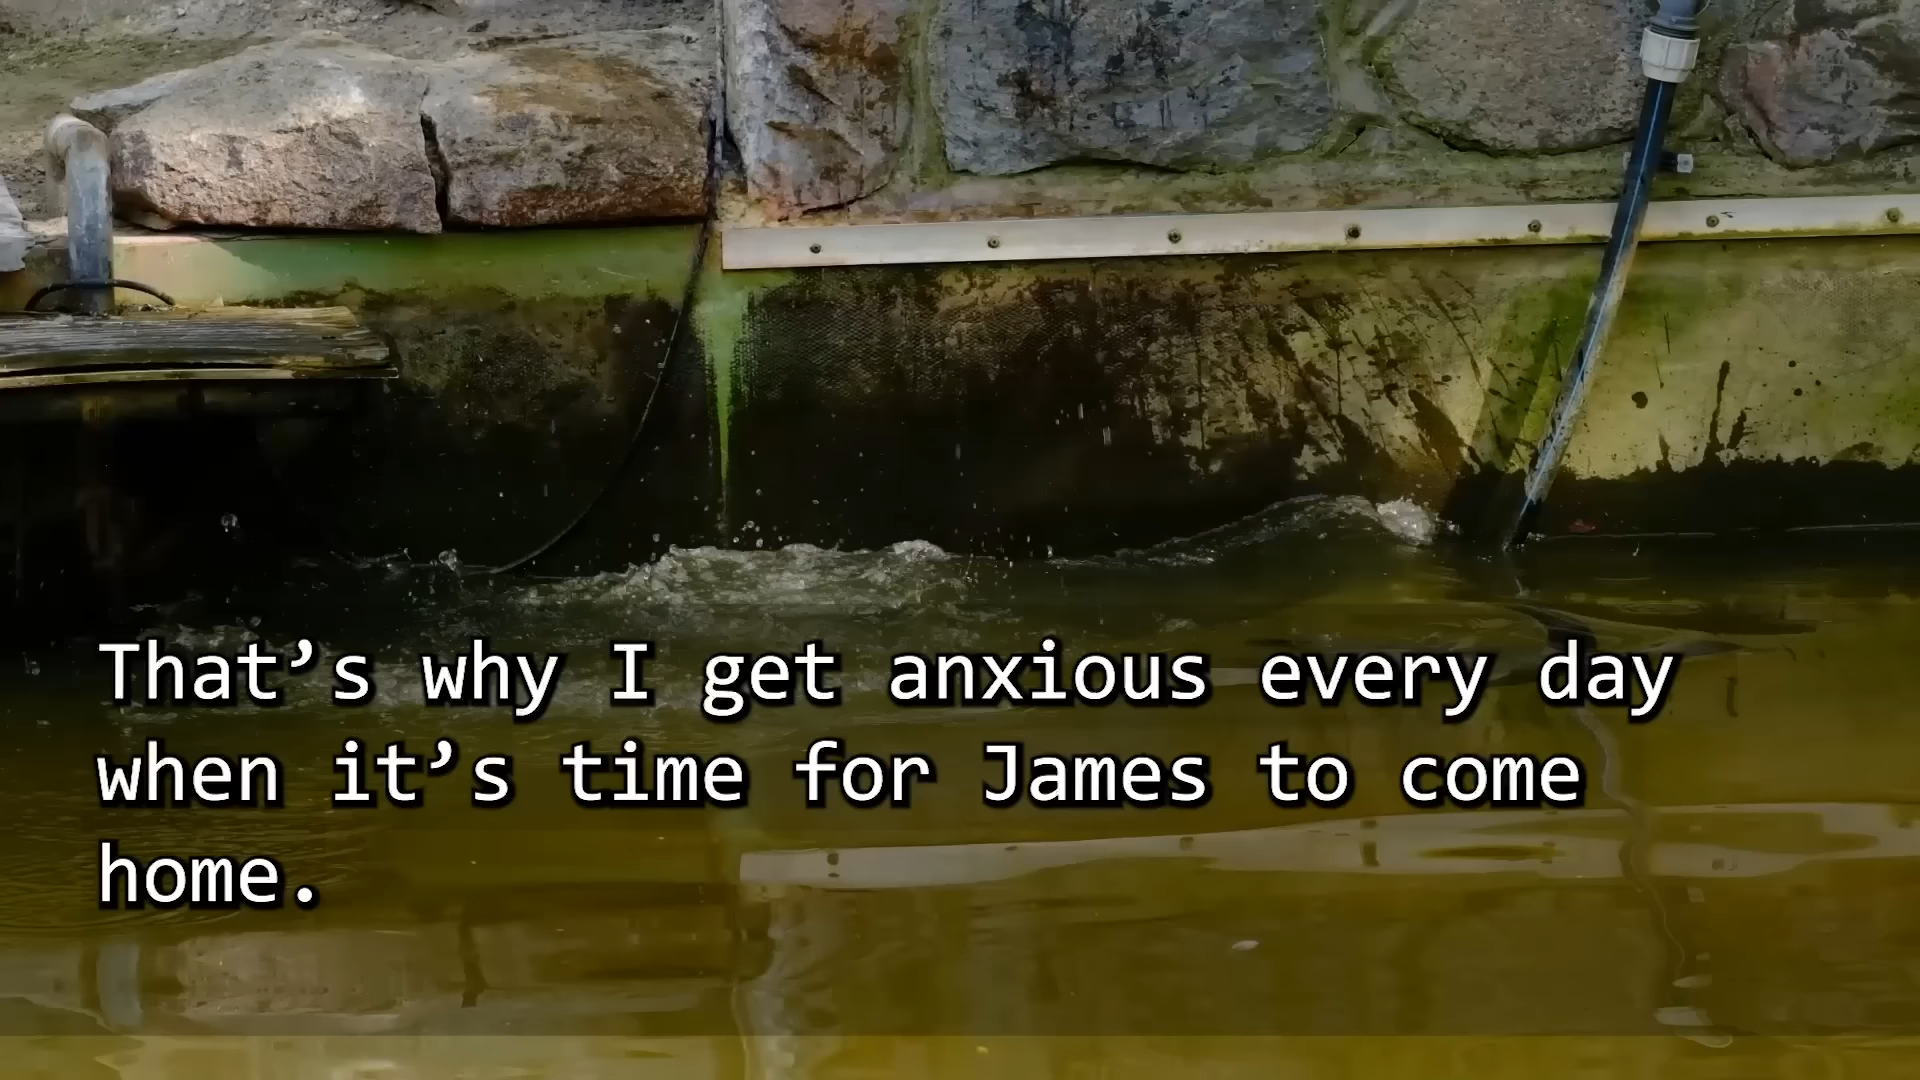 That’s why I get anxious every day
when it’s time for James to come
home.